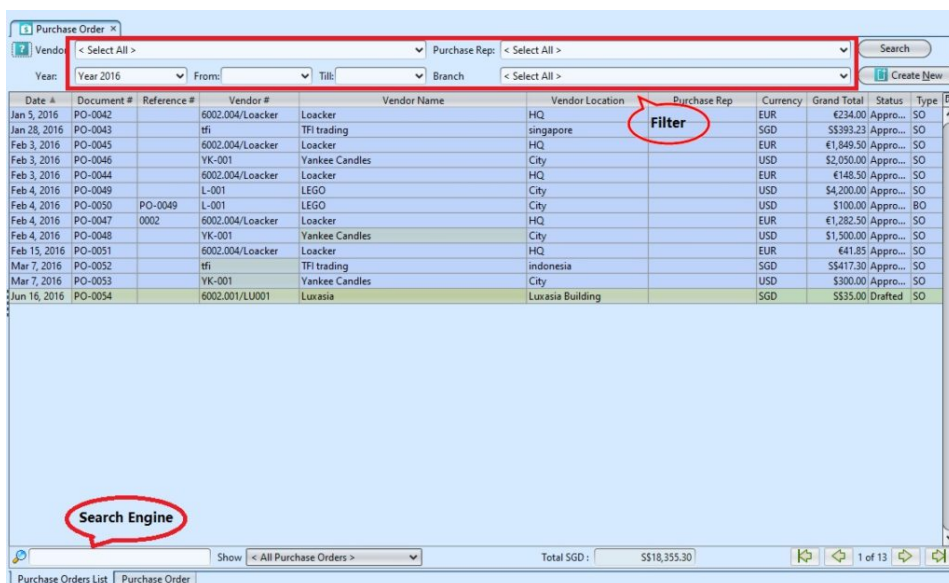 Purchase Order ×
? Vendor < Select All > Purchase Rep: < Select All > Search
Year: Year 2016 From: Till: Branch < Select All > Create New
Date Document # Reference # Vendor # Vendor Name Vendor Location Purchase Rep Currency Grand Total Status Type
Filter
Jan 5, 2016 PO-0042 6002.004/Loacker Loacker HQ EUR €234.00 Appro... SO
Jan 28, 2016 PO-0043 tfi TFI trading singapore SGD S$393.23 Appro... SO
Feb 3, 2016 PO-0045 6002.004/Loacker Loacker HQ EUR €1,849.50 Appro... SO
Feb 3, 2016 PO-0046 YK-001 Yankee Candles City USD $2,050.00 Appro... SO
Feb 3, 2016 PO-0044 6002.004/Loacker Loacker HQ EUR €148.50 Appro... SO
Feb 4, 2016 PO-0049 L-001 LEGO City USD $4,200.00 Appro... SO
Feb 4, 2016 PO-0050 PO-0049 L-001 LEGO City USD $100.00 Appro... BO
Feb 4, 2016 PO-0047 0002 6002.004/Loacker Loacker HQ EUR €1,282.50 Appro... SO
Feb 4, 2016 PO-0048 YK-001 Yankee Candles City USD $1,500.00 Appro... SO
Feb 15, 2016 PO-0051 6002.004/Loacker Loacker HQ EUR €41.85 Appro... SO
Mar 7, 2016 PO-0052 tfi TFI trading indonesia SGD S$417.30 Appro... SO
Mar 7, 2016 PO-0053 YK-001 Yankee Candles City USD $300.00 Appro... SO
Jun 16, 2016 PO-0054 6002.001/LU001 Luxasia Luxasia Building SGD S$35.00 Drafted SO
Search Engine
Show < All Purchase Orders > Total SGD : S$18,355.30 1 of 13
Purchase Orders List Purchase Order